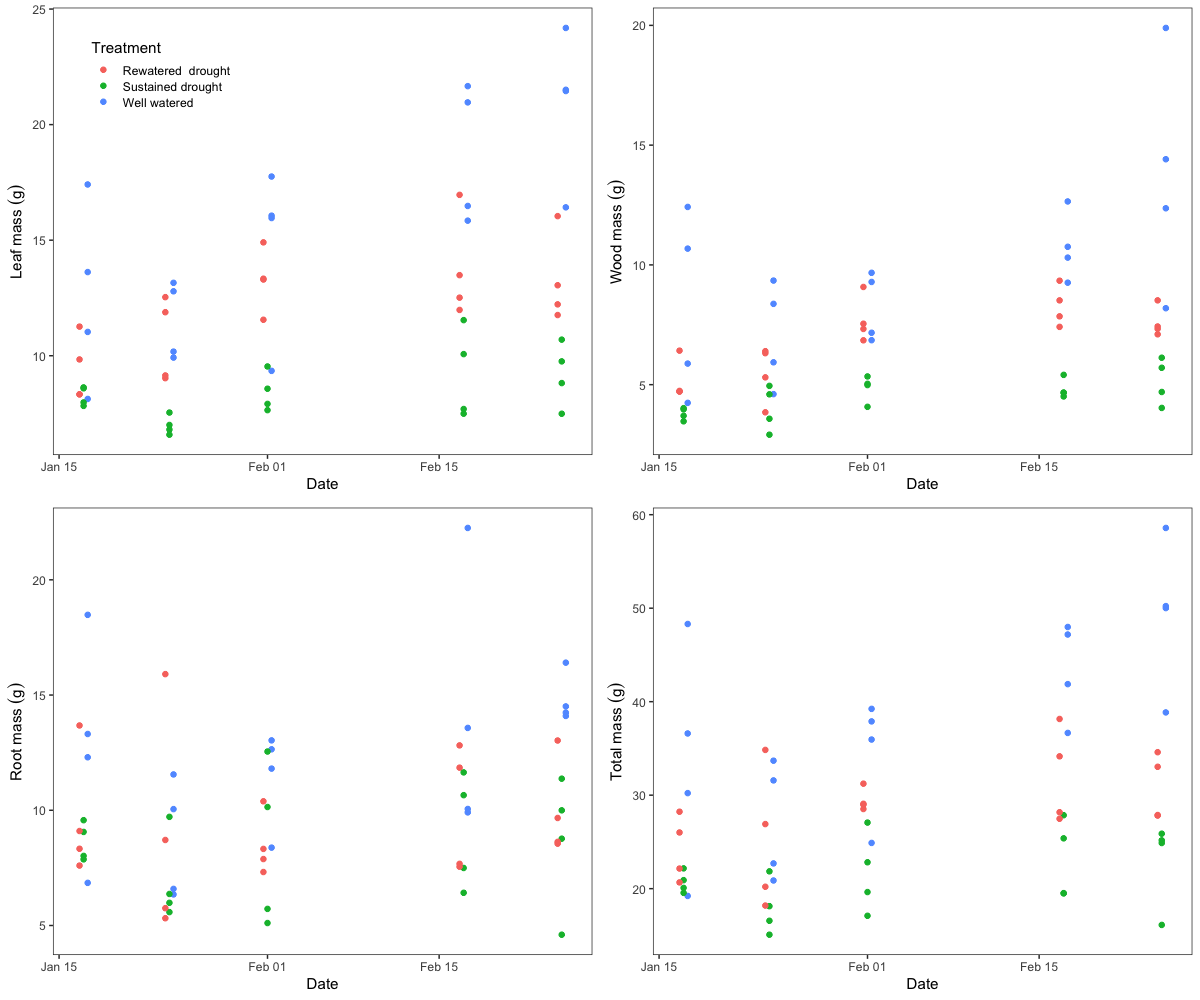 25
20
15
10
Leaf mass (g)
Treatment
Rewatered  drought
Sustained drought
Well watered
Jan 15
Feb 01
Feb 15
Date
20
15
10
5
Wood mass (g)
Jan 15
Feb 01
Feb 15
Date
20
15
10
5
Root mass (g)
Jan 15
Feb 01
Feb 15
Date
60
50
40
30
20
Total mass (g)
Jan 15
Feb 01
Feb 15
Date